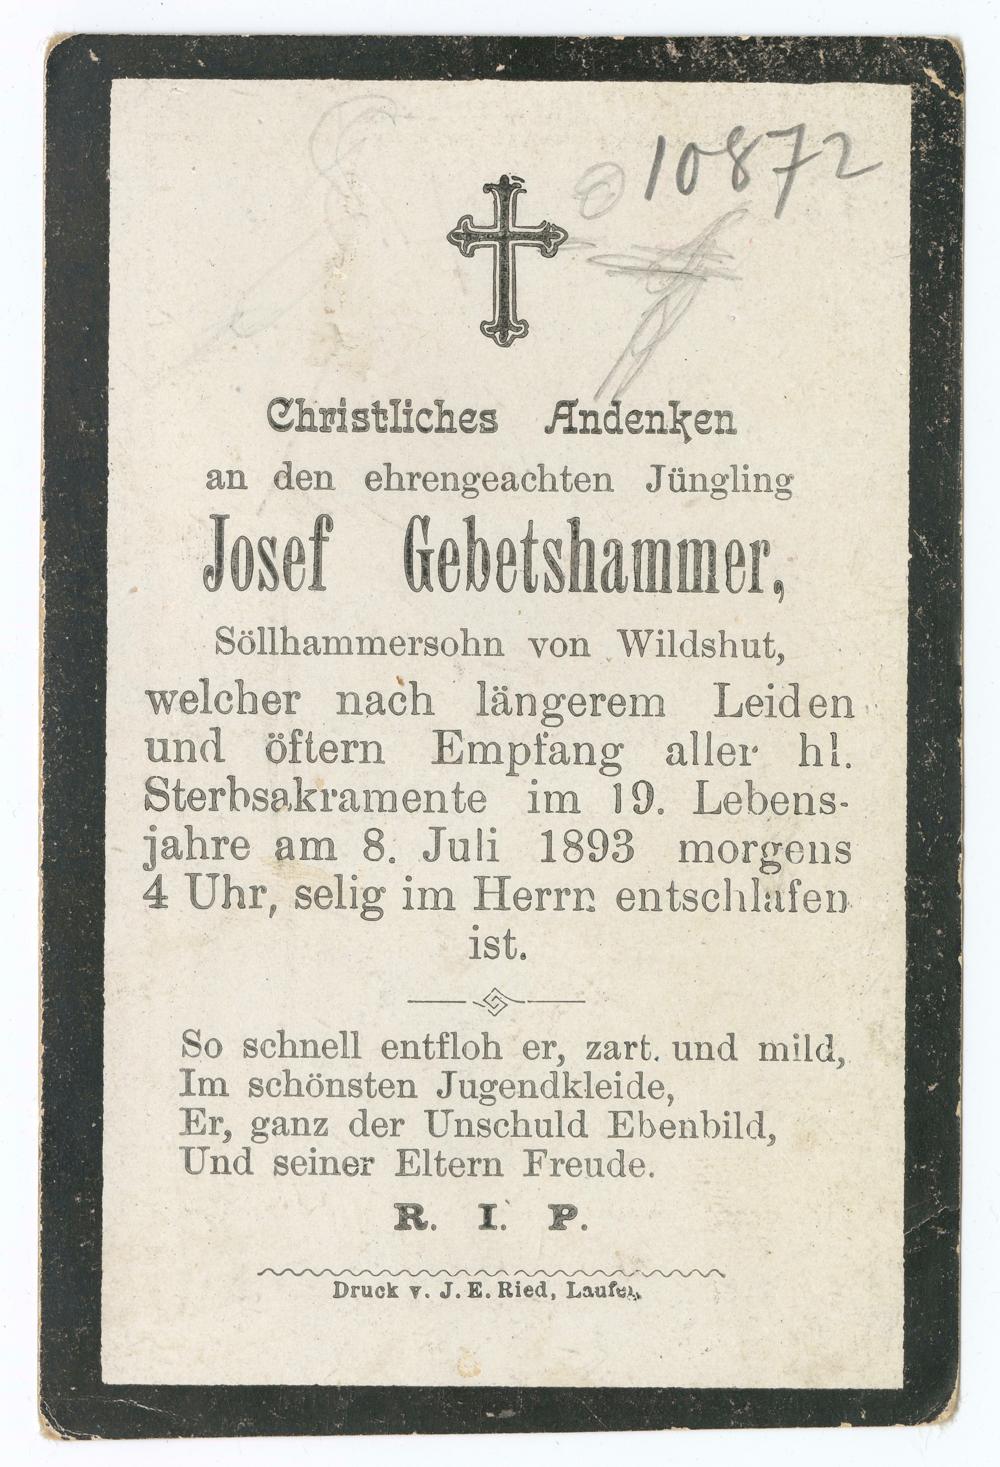 10872
Christliches Andenken
an den ehrengeachten Jüngling
Josef Gebetshammer,
Söllhammersohn von Wildshut,
welcher nach längerem Leiden
und öftern Empfang aller hl.
Sterbsakramente im 19. Lebens-
jahre am 8. Juli 1893 morgens
4 Uhr, selig im Herrn entschlafen
ist.
So schnell entfloh er, zart. und mild,
Im schönsten Jugendkleide,
Er, ganz der Unschuld Ebenbild,
Und seiner Eltern Freude.
R. I. P.
Druck v. J. E. Ried, Laufen.